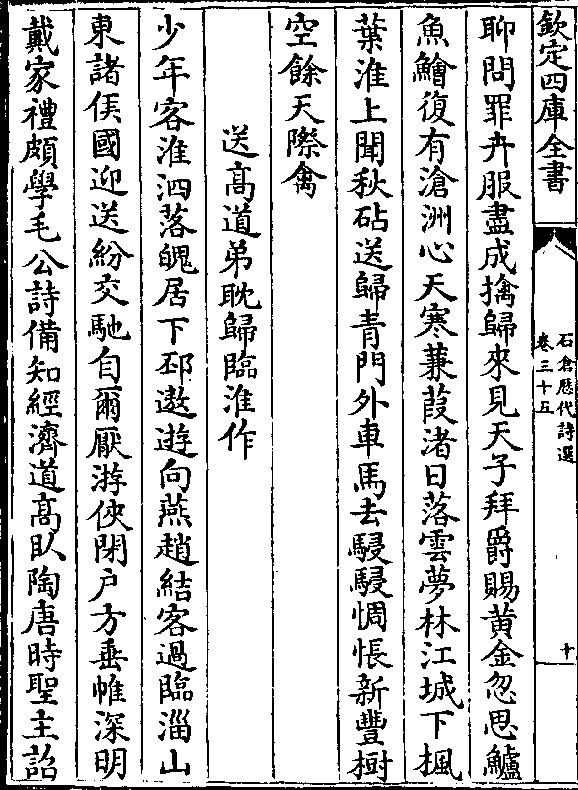 欽定四庫全書
石倉歷代詩選
卷三十五
十
聊問罪卉服盡成擒歸來見天子拜爵賜黃金忽思鱸
魚鱠復有滄洲心天寒蒹葭渚日落雲夢林江城下楓
葉淮上聞秋砧送歸青門外車馬去駸駸惆悵新豐樹
空餘天際禽
送高道弟耽歸臨淮作
少年客淮泗落魄居下邳遨遊向燕趙結客過臨淄山
東諸侯國迎送紛交馳自爾厭游俠閉户方垂帷深明
戴家禮頗學毛公詩備知經濟道高臥陶唐時聖主詔